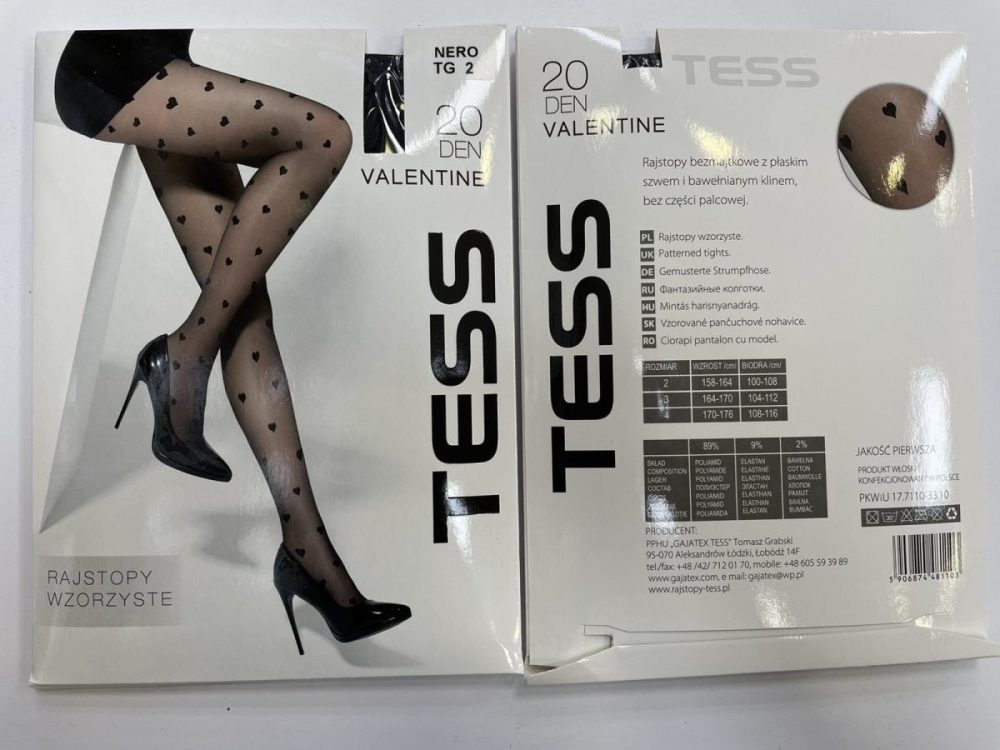 NERO
TG 2
20
DEN
VALENTINE
TESS
RAJSTOPY
WZORZYSTE
20
DEN
VALENTINE
TESS
TESS
Rajstopy bezmajtkowe z płaskim
szwem i bawełnianym klinem,
bez części palcowej.
PL Rajstopy wzorzyste.
UK Patterned tights.
DE Gemusterte Strumpfhose.
RU Фантазийные колготки.
HU Mintás harisnyanadrág.
SK Vzorované pančuchové nohavice.
RO Ciorapi pantalon cu model.
ROZMIAR WZROST /cm/ BIODRA /cm/
2 158-164 100-108
3 164-170 104-112
4 170-176 108-116
89% 9% 2%
SKŁAD POLIAMID ELASTAN BAWEŁNA
COMPOSITION POLYAMIDE ELASTANE COTTON
LAGER POLYAMID ELASTHAN BAUMWOLLE
СОСТАВ ПОЛИЭСТЕР ЭЛАСТАН ХЛОПОК
POLIAMID ELASTHAN PAMUT
POLYAMID ELASTHAN BAVLNA
POLIAMIDA ELASTAN BUMBAC
JAKOŚĆ PIERWSZA
PRODUKT WŁOSKI
KONFEKCJONOWANY W POLSCE
PKWiU 17.7110-33.10
PRODUCENT:
PPHU „GAJATEX TESS" Tomasz Grabski
95-070 Aleksandrów Łódzki, Łobódź 14F
tel./fax: +48 /42/ 712 01 70, mobile: +48 605 59 39 89
www.gajatex.com, e mail: gajatex@wp.pl
www.rajstopy-tess.pl
5 906874 481103